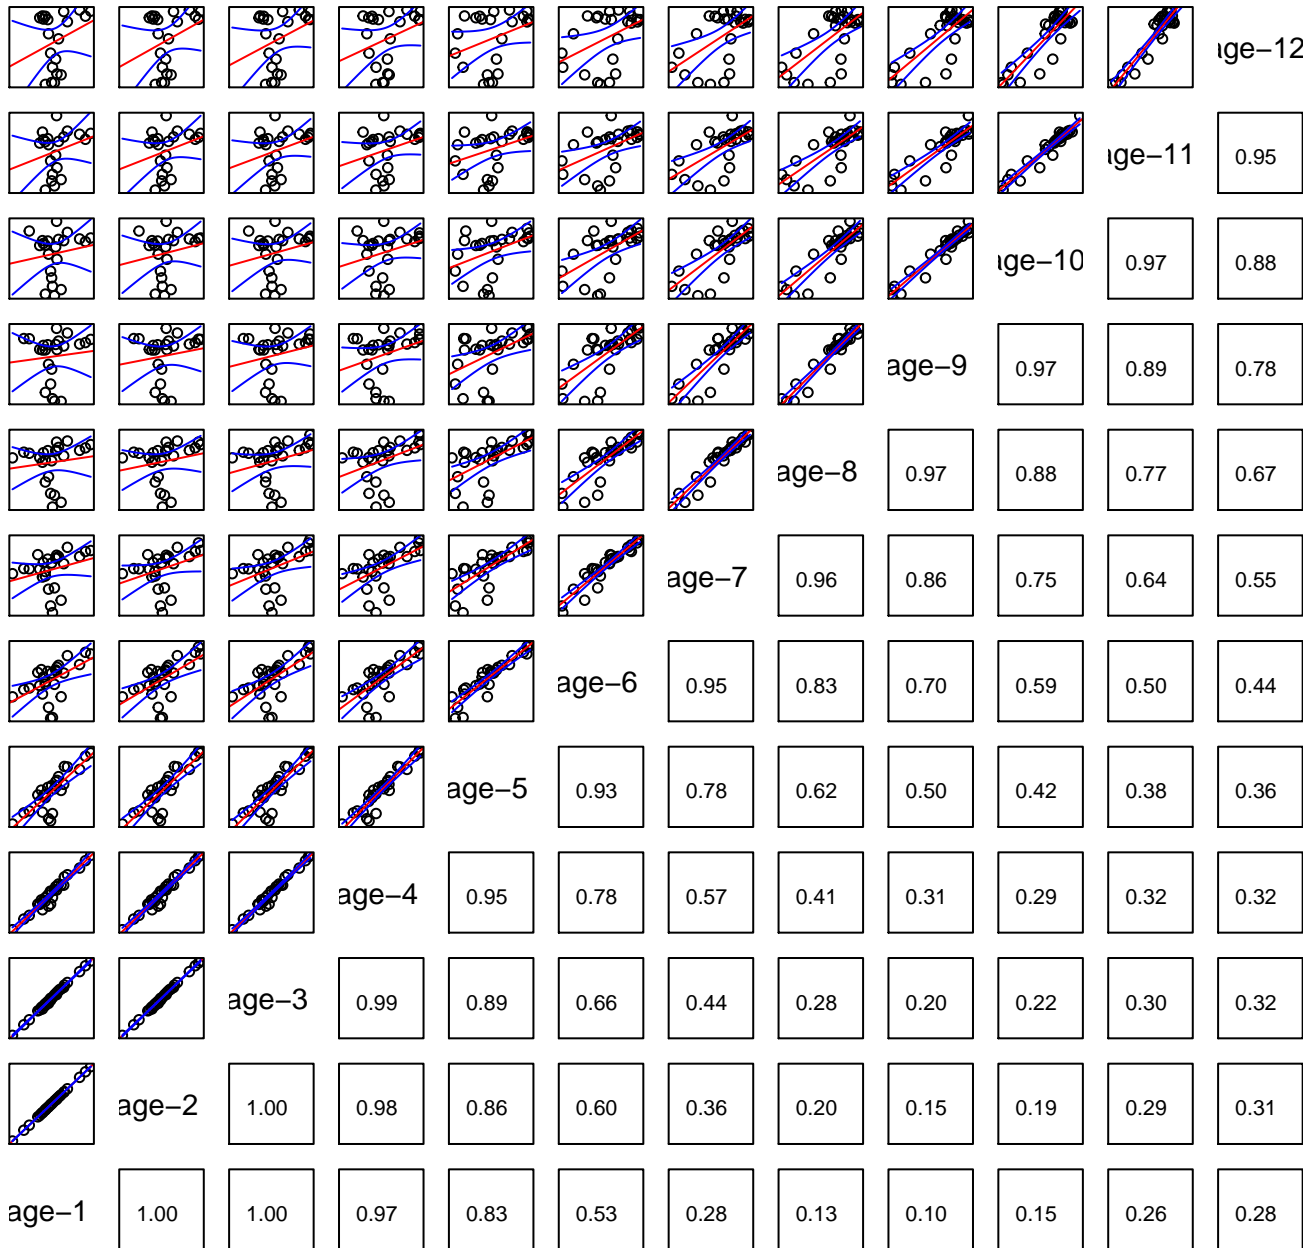 age−12
age−11 0.95
age−10 0.97 0.88
age−9 0.97 0.89 0.78
age−8 0.97 0.88 0.77 0.67
age−7 0.96 0.86 0.75 0.64 0.55
age−6 0.95 0.83 0.70 0.59 0.50 0.44
age−5 0.93 0.78 0.62 0.50 0.42 0.38 0.36
age−4 0.95 0.78 0.57 0.41 0.31 0.29 0.32 0.32
age−3 0.99 0.89 0.66 0.44 0.28 0.20 0.22 0.30 0.32
age−2 1.00 0.98 0.86 0.60 0.36 0.20 0.15 0.19 0.29 0.31
age−1 1.00 1.00 0.97 0.83 0.53 0.28 0.13 0.10 0.15 0.26 0.28